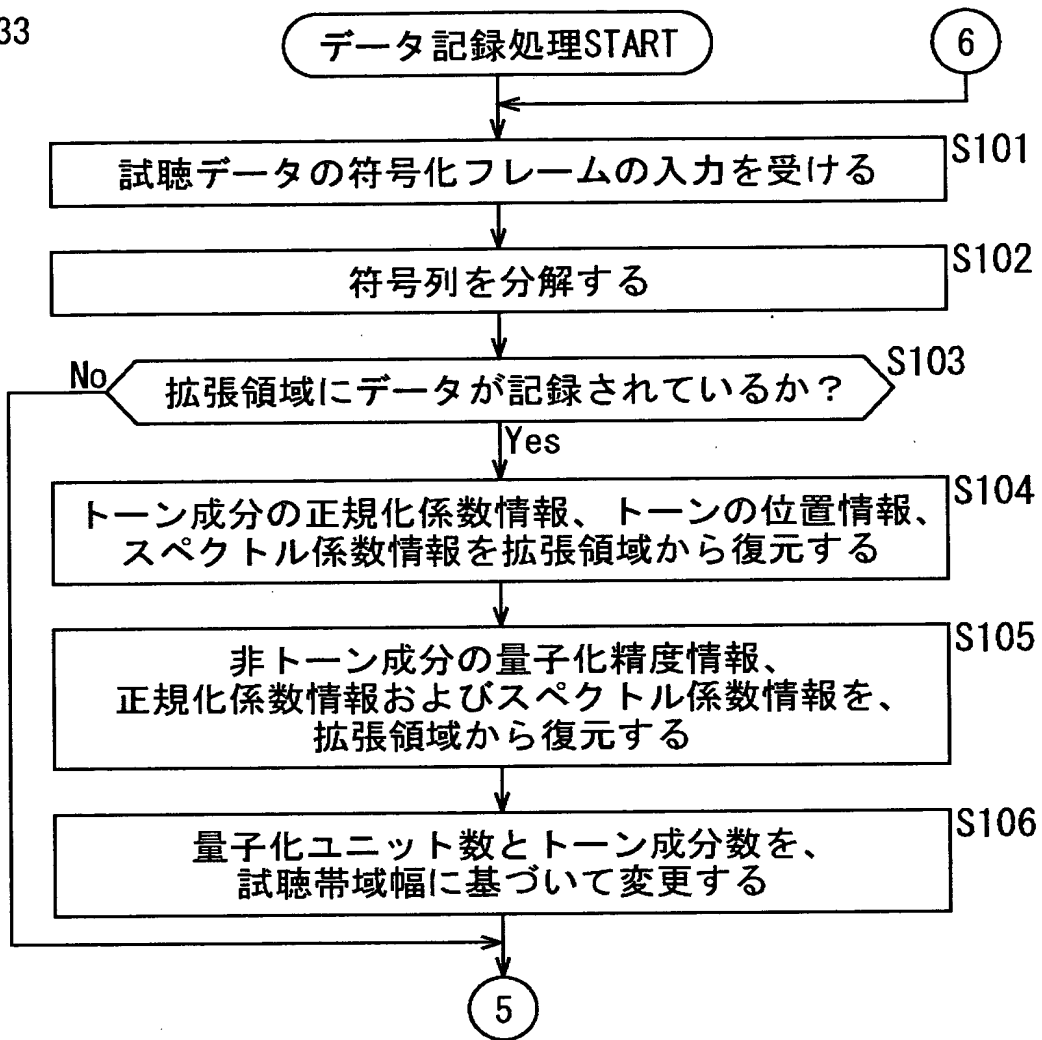 33
データ記録処理START
6
試聴データの符号化フレームの入力を受ける
S101
符号列を分解する
S102
拡張領域にデータが記録されているか?
S103
No
Yes
トーン成分の正規化係数情報、トーンの位置情報、
スペクトル係数情報を拡張領域から復元する
S104
非トーン成分の量子化精度情報、
正規化係数情報およびスペクトル係数情報を、
拡張領域から復元する
S105
量子化ユニット数とトーン成分数を、
試聴帯域幅に基づいて変更する
S106
5